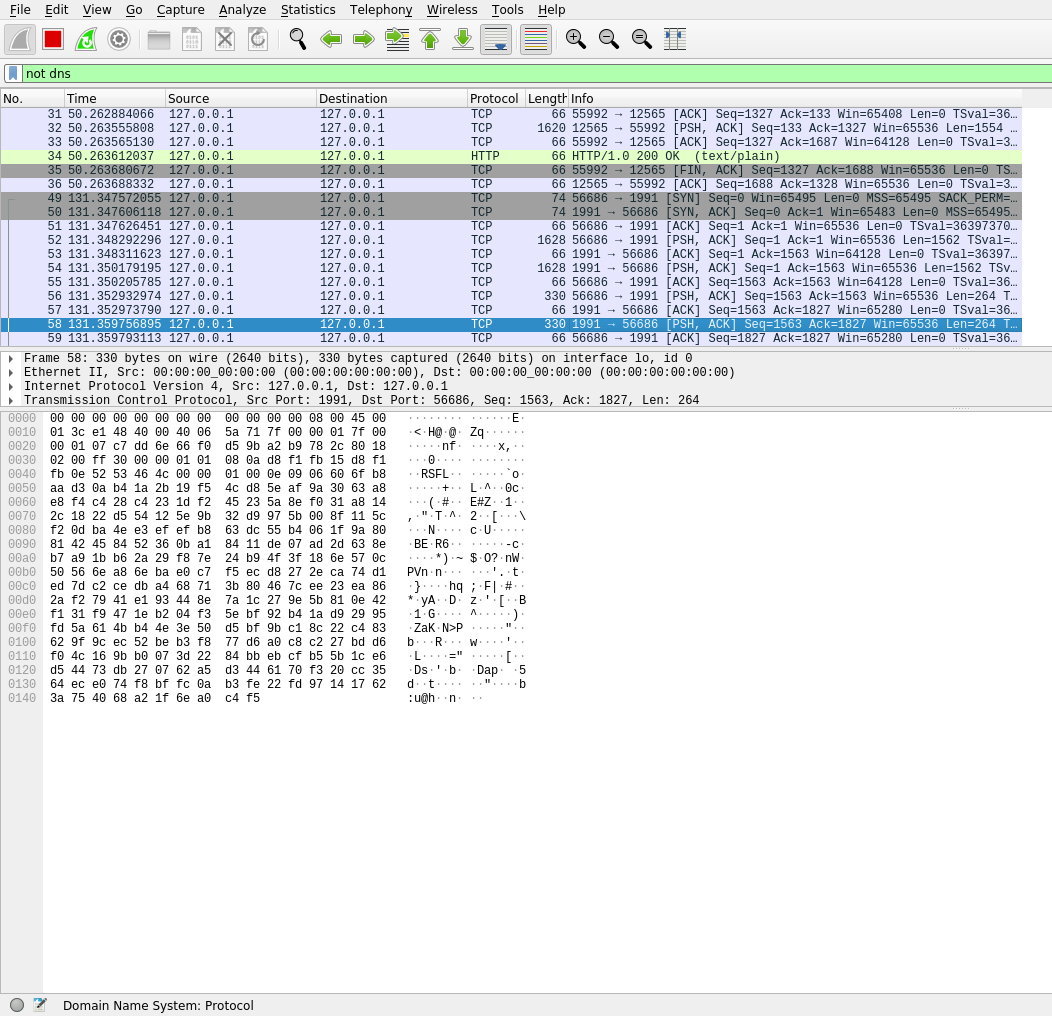 File Edit View Go Capture Analyze Statistics Telephony Wireless Tools Help
not dns
No. Time Source Destination Protocol Length Info
31 50.262884066 127.0.0.1 127.0.0.1 TCP 66 55992 → 12565 [ACK] Seq=1327 Ack=133 Win=65408 Len=0 TSval=36…
32 50.263555808 127.0.0.1 127.0.0.1 TCP 1620 12565 → 55992 [PSH, ACK] Seq=133 Ack=1327 Win=65536 Len=1554 …
33 50.263565130 127.0.0.1 127.0.0.1 TCP 66 55992 → 12565 [ACK] Seq=1327 Ack=1687 Win=64128 Len=0 TSval=3…
34 50.263612037 127.0.0.1 127.0.0.1 HTTP 66 HTTP/1.0 200 OK (text/plain)
35 50.263680672 127.0.0.1 127.0.0.1 TCP 66 55992 → 12565 [FIN, ACK] Seq=1327 Ack=1688 Win=65536 Len=0 TS…
36 50.263688332 127.0.0.1 127.0.0.1 TCP 66 12565 → 55992 [ACK] Seq=1688 Ack=1328 Win=65536 Len=0 TSval=3…
49 131.347572055 127.0.0.1 127.0.0.1 TCP 74 56686 → 1991 [SYN] Seq=0 Win=65495 Len=0 MSS=65495 SACK_PERM=…
50 131.347606118 127.0.0.1 127.0.0.1 TCP 74 1991 → 56686 [SYN, ACK] Seq=0 Ack=1 Win=65483 Len=0 MSS=65495…
51 131.347626451 127.0.0.1 127.0.0.1 TCP 66 56686 → 1991 [ACK] Seq=1 Ack=1 Win=65536 Len=0 TSval=36397370…
52 131.348292296 127.0.0.1 127.0.0.1 TCP 1628 56686 → 1991 [PSH, ACK] Seq=1 Ack=1 Win=65536 Len=1562 TSval=…
53 131.348311623 127.0.0.1 127.0.0.1 TCP 66 1991 → 56686 [ACK] Seq=1 Ack=1563 Win=64128 Len=0 TSval=36397…
54 131.350179195 127.0.0.1 127.0.0.1 TCP 1628 1991 → 56686 [PSH, ACK] Seq=1 Ack=1563 Win=65536 Len=1562 TSv…
55 131.350205785 127.0.0.1 127.0.0.1 TCP 66 56686 → 1991 [ACK] Seq=1563 Ack=1563 Win=64128 Len=0 TSval=36…
56 131.352932974 127.0.0.1 127.0.0.1 TCP 330 56686 → 1991 [PSH, ACK] Seq=1563 Ack=1563 Win=65536 Len=264 T…
57 131.352973790 127.0.0.1 127.0.0.1 TCP 66 1991 → 56686 [ACK] Seq=1563 Ack=1827 Win=65280 Len=0 TSval=36…
58 131.359756895 127.0.0.1 127.0.0.1 TCP 330 1991 → 56686 [PSH, ACK] Seq=1563 Ack=1827 Win=65536 Len=264 T…
59 131.359793113 127.0.0.1 127.0.0.1 TCP 66 56686 → 1991 [ACK] Seq=1827 Ack=1827 Win=65280 Len=0 TSval=36…
Frame 58: 330 bytes on wire (2640 bits), 330 bytes captured (2640 bits) on interface lo, id 0
Ethernet II, Src: 00:00:00_00:00:00 (00:00:00:00:00:00), Dst: 00:00:00_00:00:00 (00:00:00:00:00:00)
Internet Protocol Version 4, Src: 127.0.0.1, Dst: 127.0.0.1
Transmission Control Protocol, Src Port: 1991, Dst Port: 56686, Seq: 1563, Ack: 1827, Len: 264
0000 00 00 00 00 00 00 00 00 00 00 00 00 08 00 45 00 ········ ······E·
0010 01 3c e1 48 40 00 40 06 5a 71 7f 00 00 01 7f 00 ·<·H@·@· Zq······
0020 00 01 07 c7 dd 6e 66 f0 d5 9b a2 b9 78 2c 80 18 ·····nf· ····x,··
0030 02 00 ff 30 00 00 01 01 08 0a d8 f1 fb 15 d8 f1 ···0···· ········
0040 fb 0e 52 53 46 4c 00 00 01 00 0e 09 06 60 6f b8 ··RSFL·· ·····`o·
0050 aa d3 0a b4 1a 2b 19 f5 4c d8 5e af 9a 30 63 a8 ·····+·· L·^··0c·
0060 e8 f4 c4 28 c4 23 1d f2 45 23 5a 8e f0 31 a8 14 ···(·#·· E#Z··1··
0070 2c 18 22 d5 54 12 5e 9b 32 d9 97 5b 00 8f 11 5c ,·"·T·^· 2··[···\
0080 f2 0d ba 4e e3 ef ef b8 63 dc 55 b4 06 1f 9a 80 ···N···· c·U·····
0090 81 42 45 84 52 36 0b a1 84 11 de 07 ad 2d 63 8e ·BE·R6·· ·····-c·
00a0 b7 a9 1b b6 2a 29 f8 7e 24 b9 4f 3f 18 6e 57 0c ····*)·~ $·O?·nW·
00b0 50 56 6e a8 6e ba e0 c7 f5 ec d8 27 2e ca 74 d1 PVn·n··· ···'.·t·
00c0 ed 7d c2 ce db a4 68 71 3b 80 46 7c ee 23 ea 86 ·}····hq ;·F|·#··
00d0 2a f2 79 41 e1 93 44 8e 7a 1c 27 9e 5b 81 0e 42 *·yA··D· z·'·[··B
00e0 f1 31 f9 47 1e b2 04 f3 5e bf 92 b4 1a d9 29 95 ·1·G···· ^·····)·
00f0 fd 5a 61 4b b4 4e 3e 50 d5 bf 9b c1 8c 22 c4 83 ·ZaK·N>P ·····"··
0100 62 9f 9c ec 52 be b3 f8 77 d6 a0 c8 c2 27 bd d6 b···R··· w····'··
0110 f0 4c 16 9b b0 07 3d 22 84 bb eb cf b5 5b 1c e6 ·L····=" ·····[··
0120 d5 44 73 db 27 07 62 a5 d3 44 61 70 f3 20 cc 35 ·Ds·'·b· ·Dap· ·5
0130 64 ec e0 74 f8 bf fc 0a b3 fe 22 fd 97 14 17 62 d··t···· ··"····b
0140 3a 75 40 68 a2 1f 6e a0 c4 f5 :u@h··n· ··
Domain Name System: Protocol